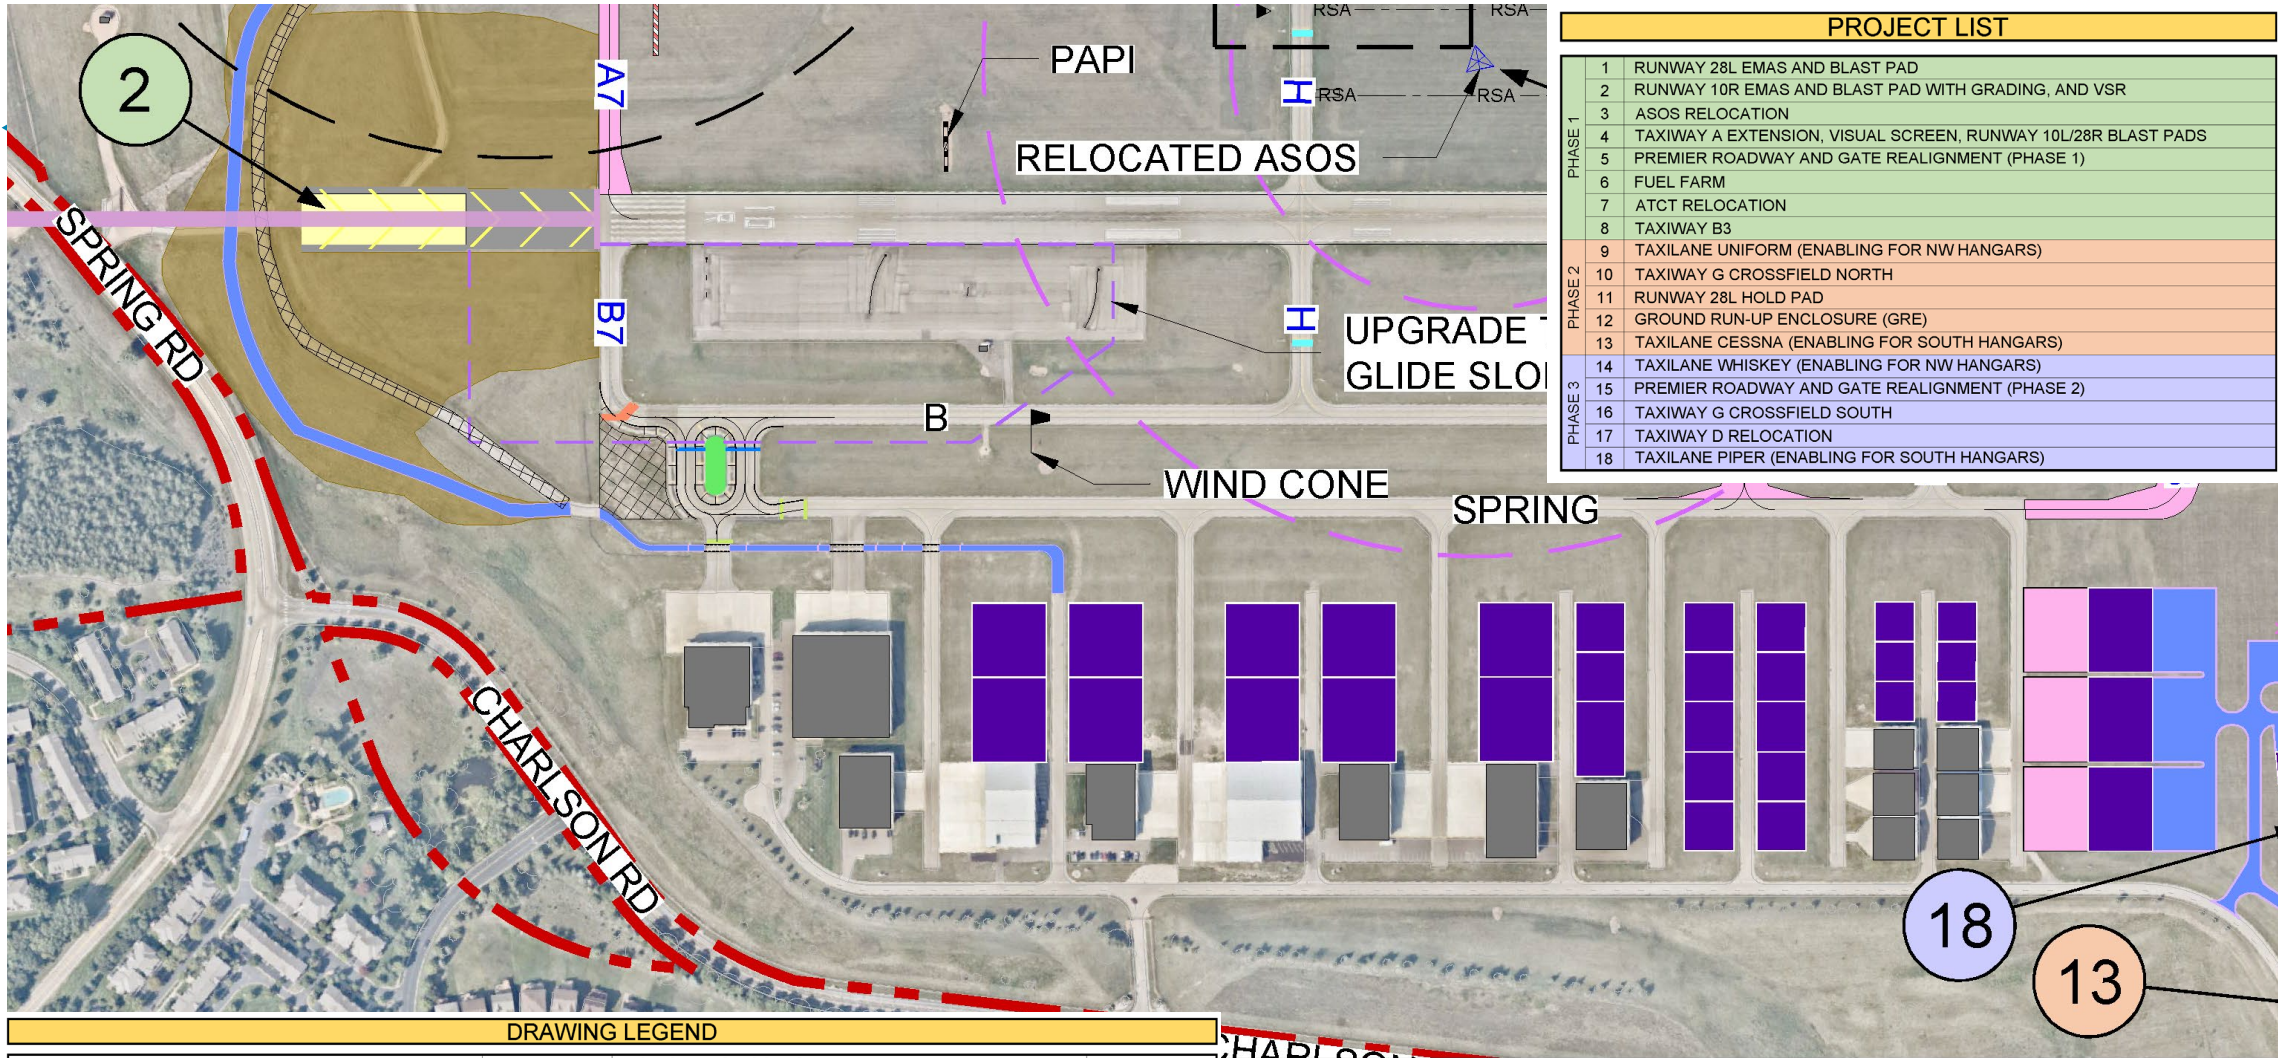 2
A7
PAPI
RSA
RSA
H
RSA
RSA
RELOCATED ASOS
SPRING RD
B7
H
UPGRADE
GLIDE SLO
B
WIND CONE
SPRING
CHARLSON RD
18
13
PROJECT LIST
PHASE 1
1 RUNWAY 28L EMAS AND BLAST PAD
2 RUNWAY 10R EMAS AND BLAST PAD WITH GRADING, AND VSR
3 ASOS RELOCATION
4 TAXIWAY A EXTENSION, VISUAL SCREEN, RUNWAY 10L/28R BLAST PADS
5 PREMIER ROADWAY AND GATE REALIGNMENT (PHASE 1)
6 FUEL FARM
7 ATCT RELOCATION
8 TAXIWAY B3
PHASE 2
9 TAXILANE UNIFORM (ENABLING FOR NW HANGARS)
10 TAXIWAY G CROSSFIELD NORTH
11 RUNWAY 28L HOLD PAD
12 GROUND RUN-UP ENCLOSURE (GRE)
13 TAXILANE CESSNA (ENABLING FOR SOUTH HANGARS)
PHASE 3
14 TAXILANE WHISKEY (ENABLING FOR NW HANGARS)
15 PREMIER ROADWAY AND GATE REALIGNMENT (PHASE 2)
16 TAXIWAY G CROSSFIELD SOUTH
17 TAXIWAY D RELOCATION
18 TAXILANE PIPER (ENABLING FOR SOUTH HANGARS)
DRAWING LEGEND